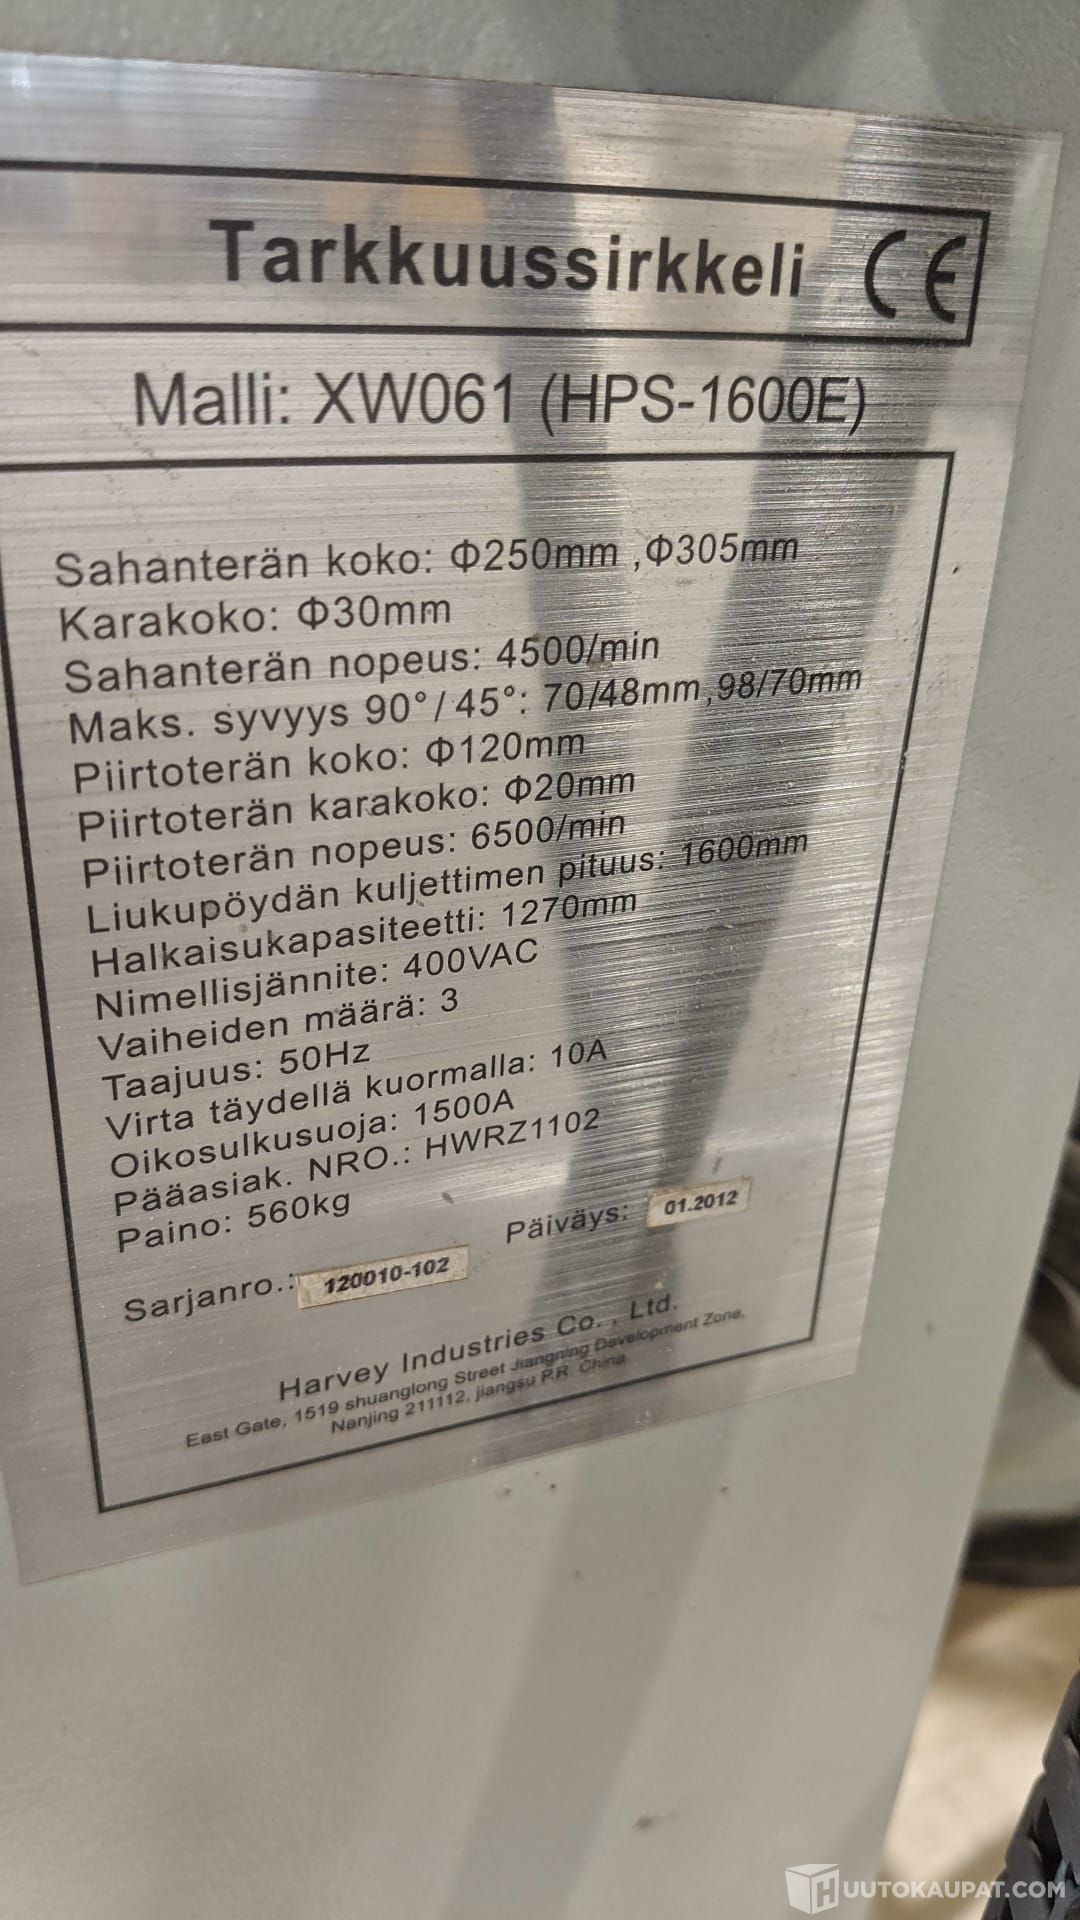 Tarkkuussirkkeli CE
Malli: XW061 (HPS-1600E)
Sahanterän koko: Φ250mm ,Φ305mm
Karakoko: Φ30mm
Sahanterän nopeus: 4500/min
Maks. syvyys 90°/ 45°: 70/48mm,98/70mm
Piirtoterän koko: Φ120mm
Piirtoterän karakoko: Φ20mm
Piirtoterän nopeus: 6500/min
Liukupöydän kuljettimen pituus: 1600mm
Halkaisukapasiteetti: 1270mm
Nimellisjännite: 400VAC
Vaiheiden määrä: 3
Taajuus: 50Hz
Virta täydellä kuormalla: 10A
Oikosulkusuoja: 1500A
Pääasiak. NRO.: HWRZ1102
Paino: 560kg
Sarjanro.: 120010-102 Päiväys: 01.2012
Harvey Industries Co. , Ltd.
East Gate, 1519 shuanglong Street Jiangning Development Zone,
Nanjing 211112, jiangsu P.R. China
HUUTOKAUPAT.COM